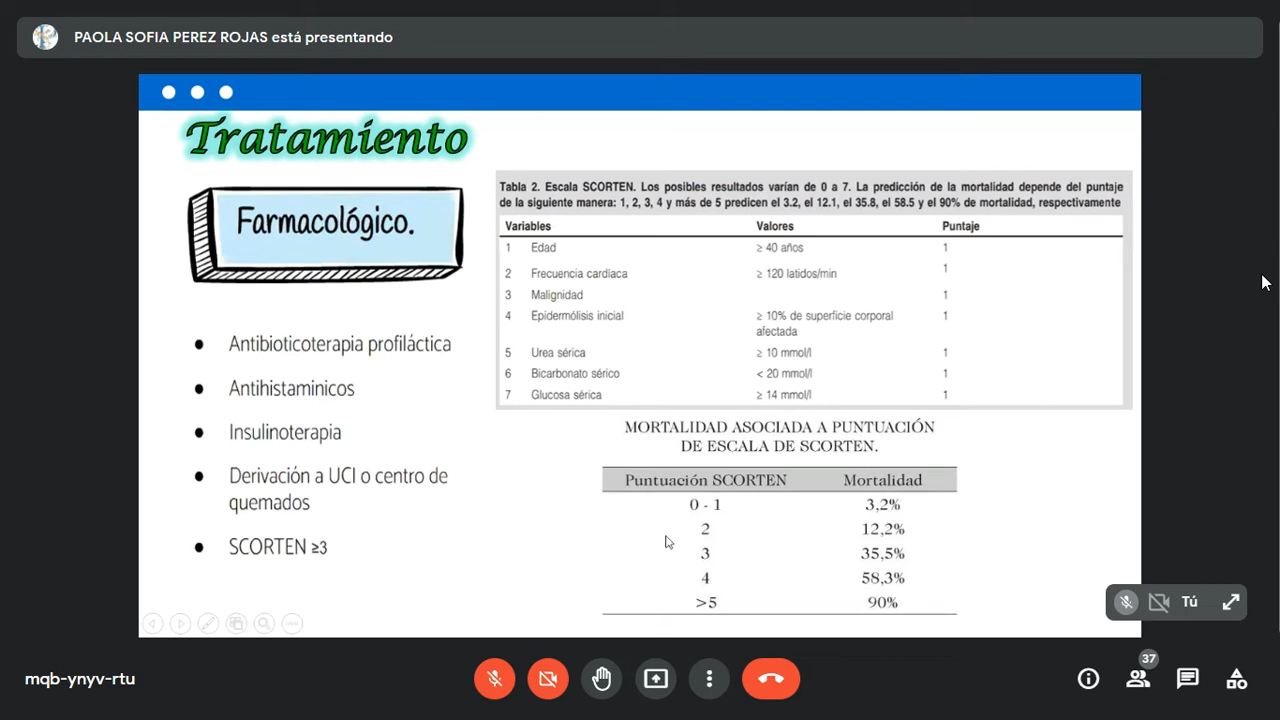 PAOLA SOFIA PEREZ ROJAS está presentando
Tratamiento
Farmacológico.
Antibioticoterapia profiláctica
Antihistaminicos
Insulinoterapia
Derivación a UCI o centro de
quemados
SCORTEN ≥3
Tabla 2. Escala SCORTEN. Los posibles resultados varían de 0 a 7. La predicción de la mortalidad depende del puntaje
de la siguiente manera: 1, 2, 3, 4 y más de 5 predicen el 3.2, el 12.1, el 35.8, el 58.5 y el 90% de mortalidad, respectivamente
Variables Valores Puntaje
1 Edad ≥ 40 años 1
2 Frecuencia cardiaca ≥ 120 latidos/min 1
3 Malignidad 1
4 Epidermólisis inicial ≥ 10% de superficie corporal 1
afectada
5 Urea sérica ≥ 10 mmol/l 1
6 Bicarbonato sérico < 20 mmol/l 1
7 Glucosa sérica ≥ 14 mmol/l 1
MORTALIDAD ASOCIADA A PUNTUACIÓN
DE ESCALA DE SCORTEN.
Puntuación SCORTEN Mortalidad
0 - 1 3,2%
2 12,2%
3 35,5%
4 58,3%
>5 90%
Tú
mqb-ynyv-rtu
37